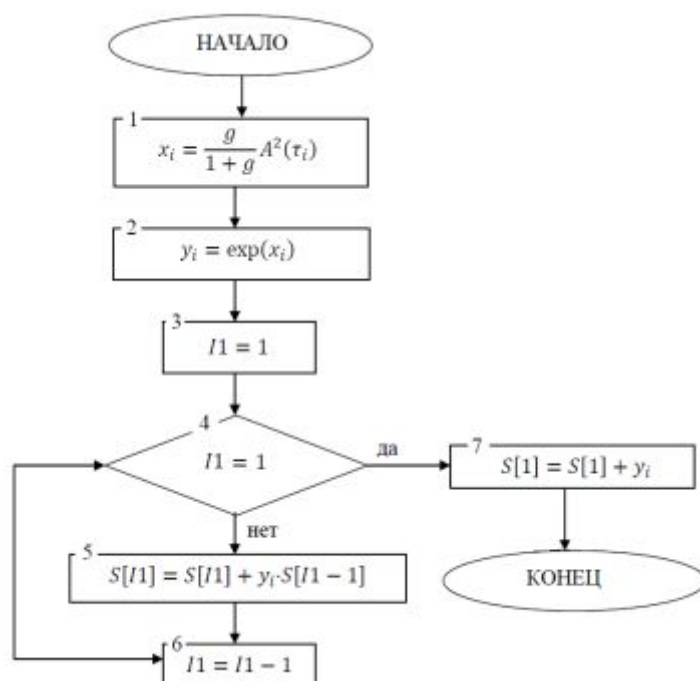 НАЧАЛО
1
x_i = g/(1 + g) A²(τ_i)
2
y_i = exp(x_i)
3
I1 = 1
4
I1 = 1
да
7
S[1] = S[1] + y_i
нет
5
S[I1] = S[I1] + y_i·S[I1 − 1]
КОНЕЦ
6
I1 = I1 − 1